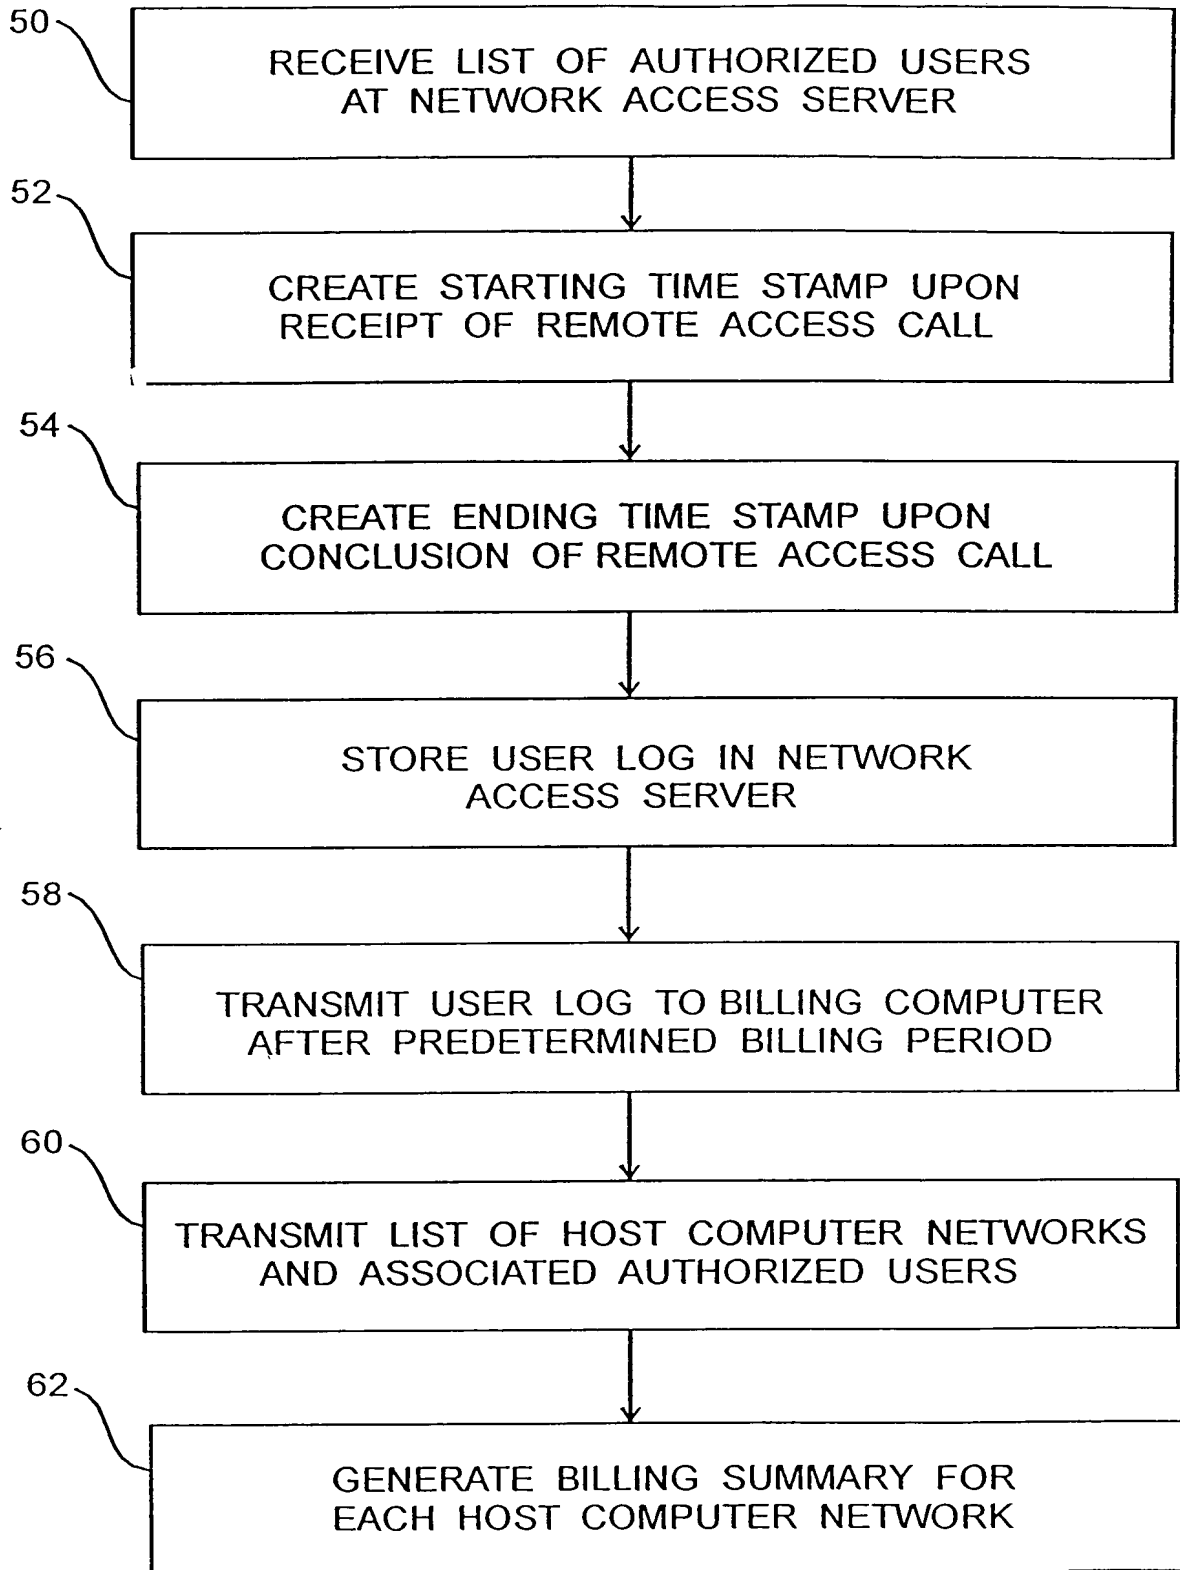 50
RECEIVE LIST OF AUTHORIZED USERS
AT NETWORK ACCESS SERVER
52
CREATE STARTING TIME STAMP UPON
RECEIPT OF REMOTE ACCESS CALL
54
CREATE ENDING TIME STAMP UPON
CONCLUSION OF REMOTE ACCESS CALL
56
STORE USER LOG IN NETWORK
ACCESS SERVER
58
TRANSMIT USER LOG TO BILLING COMPUTER
AFTER PREDETERMINED BILLING PERIOD
60
TRANSMIT LIST OF HOST COMPUTER NETWORKS
AND ASSOCIATED AUTHORIZED USERS
62
GENERATE BILLING SUMMARY FOR
EACH HOST COMPUTER NETWORK